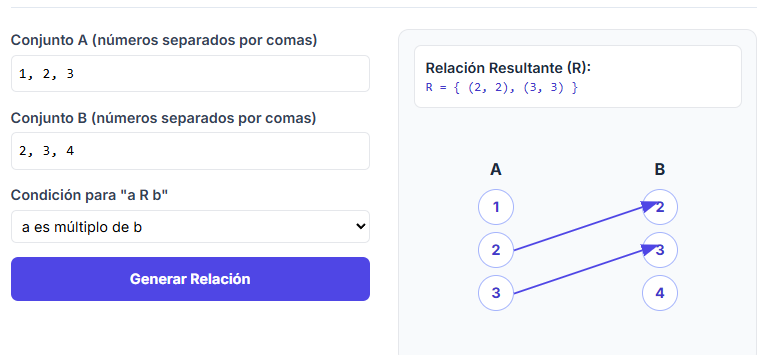 Conjunto A (números separados por comas)
1, 2, 3
Conjunto B (números separados por comas)
2, 3, 4
Condición para "a R b"
a es múltiplo de b
Generar Relación
Relación Resultante (R):
R = { (2, 2), (3, 3) }
A B
1 2
2 3
3 4